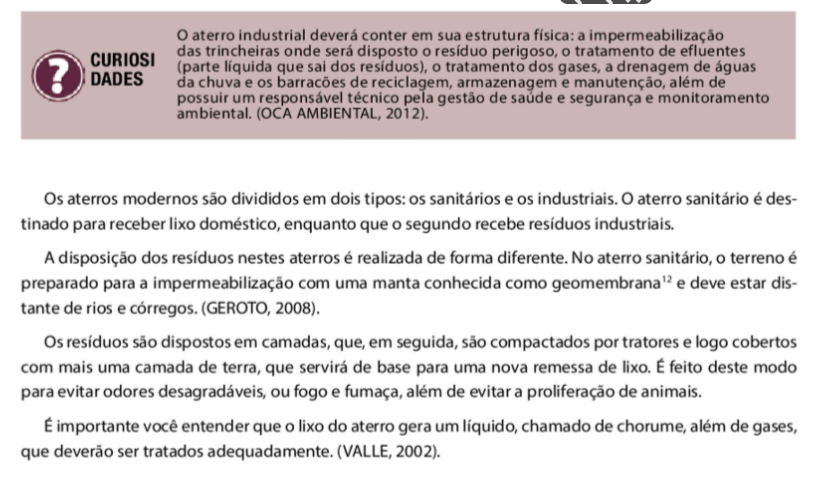 CURIOSI
DADES
O aterro industrial deverá conter em sua estrutura física: a impermeabilização
das trincheiras onde será disposto o resíduo perigoso, o tratamento de efluentes
(parte líquida que sai dos resíduos), o tratamento dos gases, a drenagem de águas
da chuva e os barracões de reciclagem, armazenagem e manutenção, além de
possuir um responsável técnico pela gestão de saúde e segurança e monitoramento
ambiental. (OCA AMBIENTAL, 2012).
Os aterros modernos são divididos em dois tipos: os sanitários e os industriais. O aterro sanitário é des-
tinado para receber lixo doméstico, enquanto que o segundo recebe resíduos industriais.
A disposição dos resíduos nestes aterros é realizada de forma diferente. No aterro sanitário, o terreno é
preparado para a impermeabilização com uma manta conhecida como geomembrana¹² e deve estar dis-
tante de rios e córregos. (GEROTO, 2008).
Os resíduos são dispostos em camadas, que, em seguida, são compactados por tratores e logo cobertos
com mais uma camada de terra, que servirá de base para uma nova remessa de lixo. É feito deste modo
para evitar odores desagradáveis, ou fogo e fumaça, além de evitar a proliferação de animais.
É importante você entender que o lixo do aterro gera um líquido, chamado de chorume, além de gases,
que deverão ser tratados adequadamente. (VALLE, 2002).